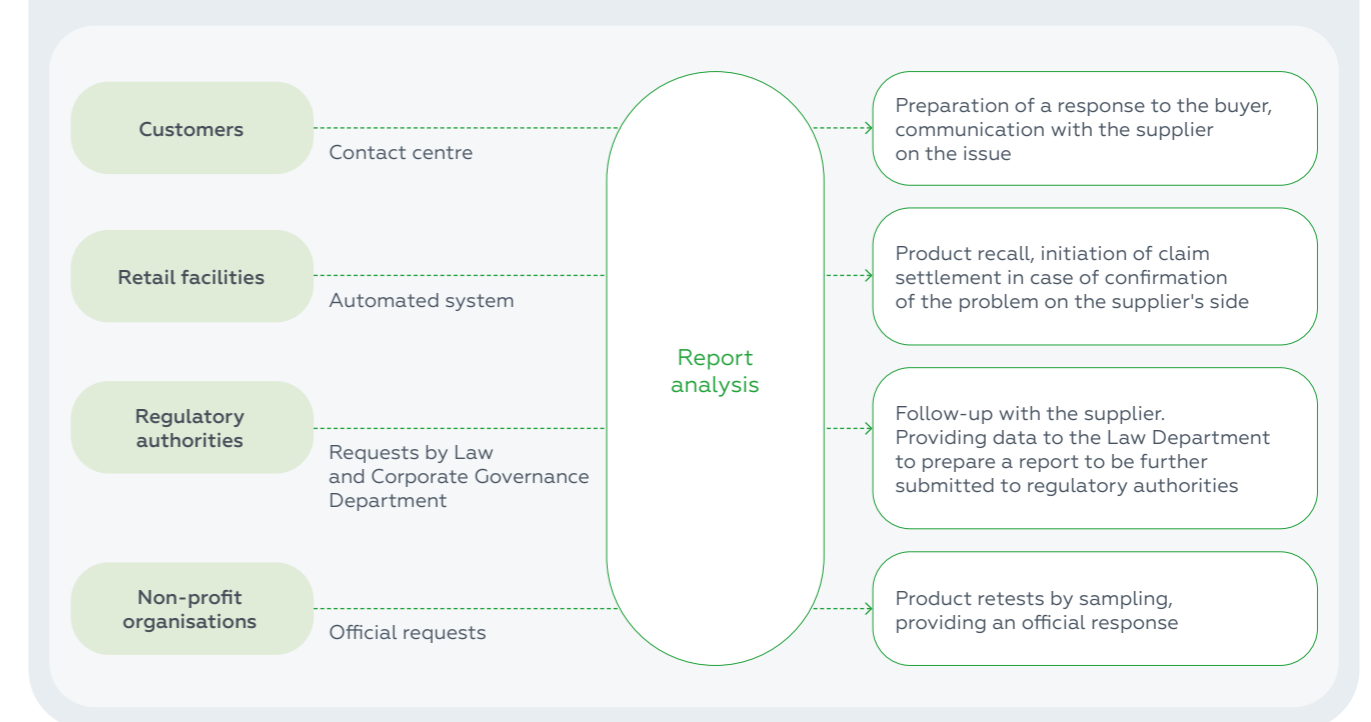 Customers
Contact centre
Preparation of a response to the buyer,
communication with the supplier
on the issue
Retail facilities
Automated system
Product recall, initiation of claim
settlement in case of confirmation
of the problem on the supplier's side
Report
analysis
Regulatory
authorities
Requests by Law
and Corporate Governance
Department
Follow-up with the supplier.
Providing data to the Law Department
to prepare a report to be further
submitted to regulatory authorities
Non-profit
organisations
Official requests
Product retests by sampling,
providing an official response